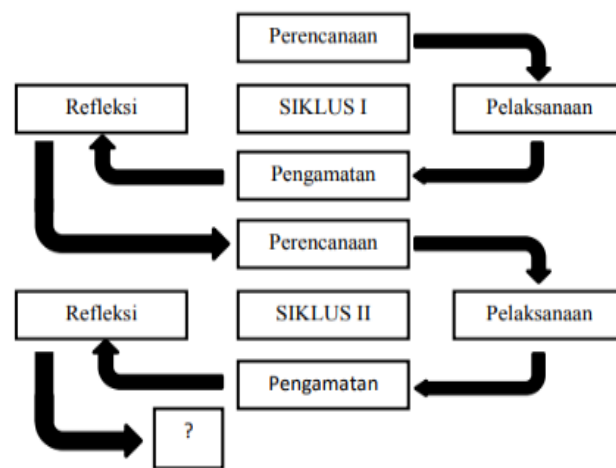 Perencanaan
Refleksi
SIKLUS I
Pelaksanaan
Pengamatan
Perencanaan
Refleksi
SIKLUS II
Pelaksanaan
Pengamatan
?